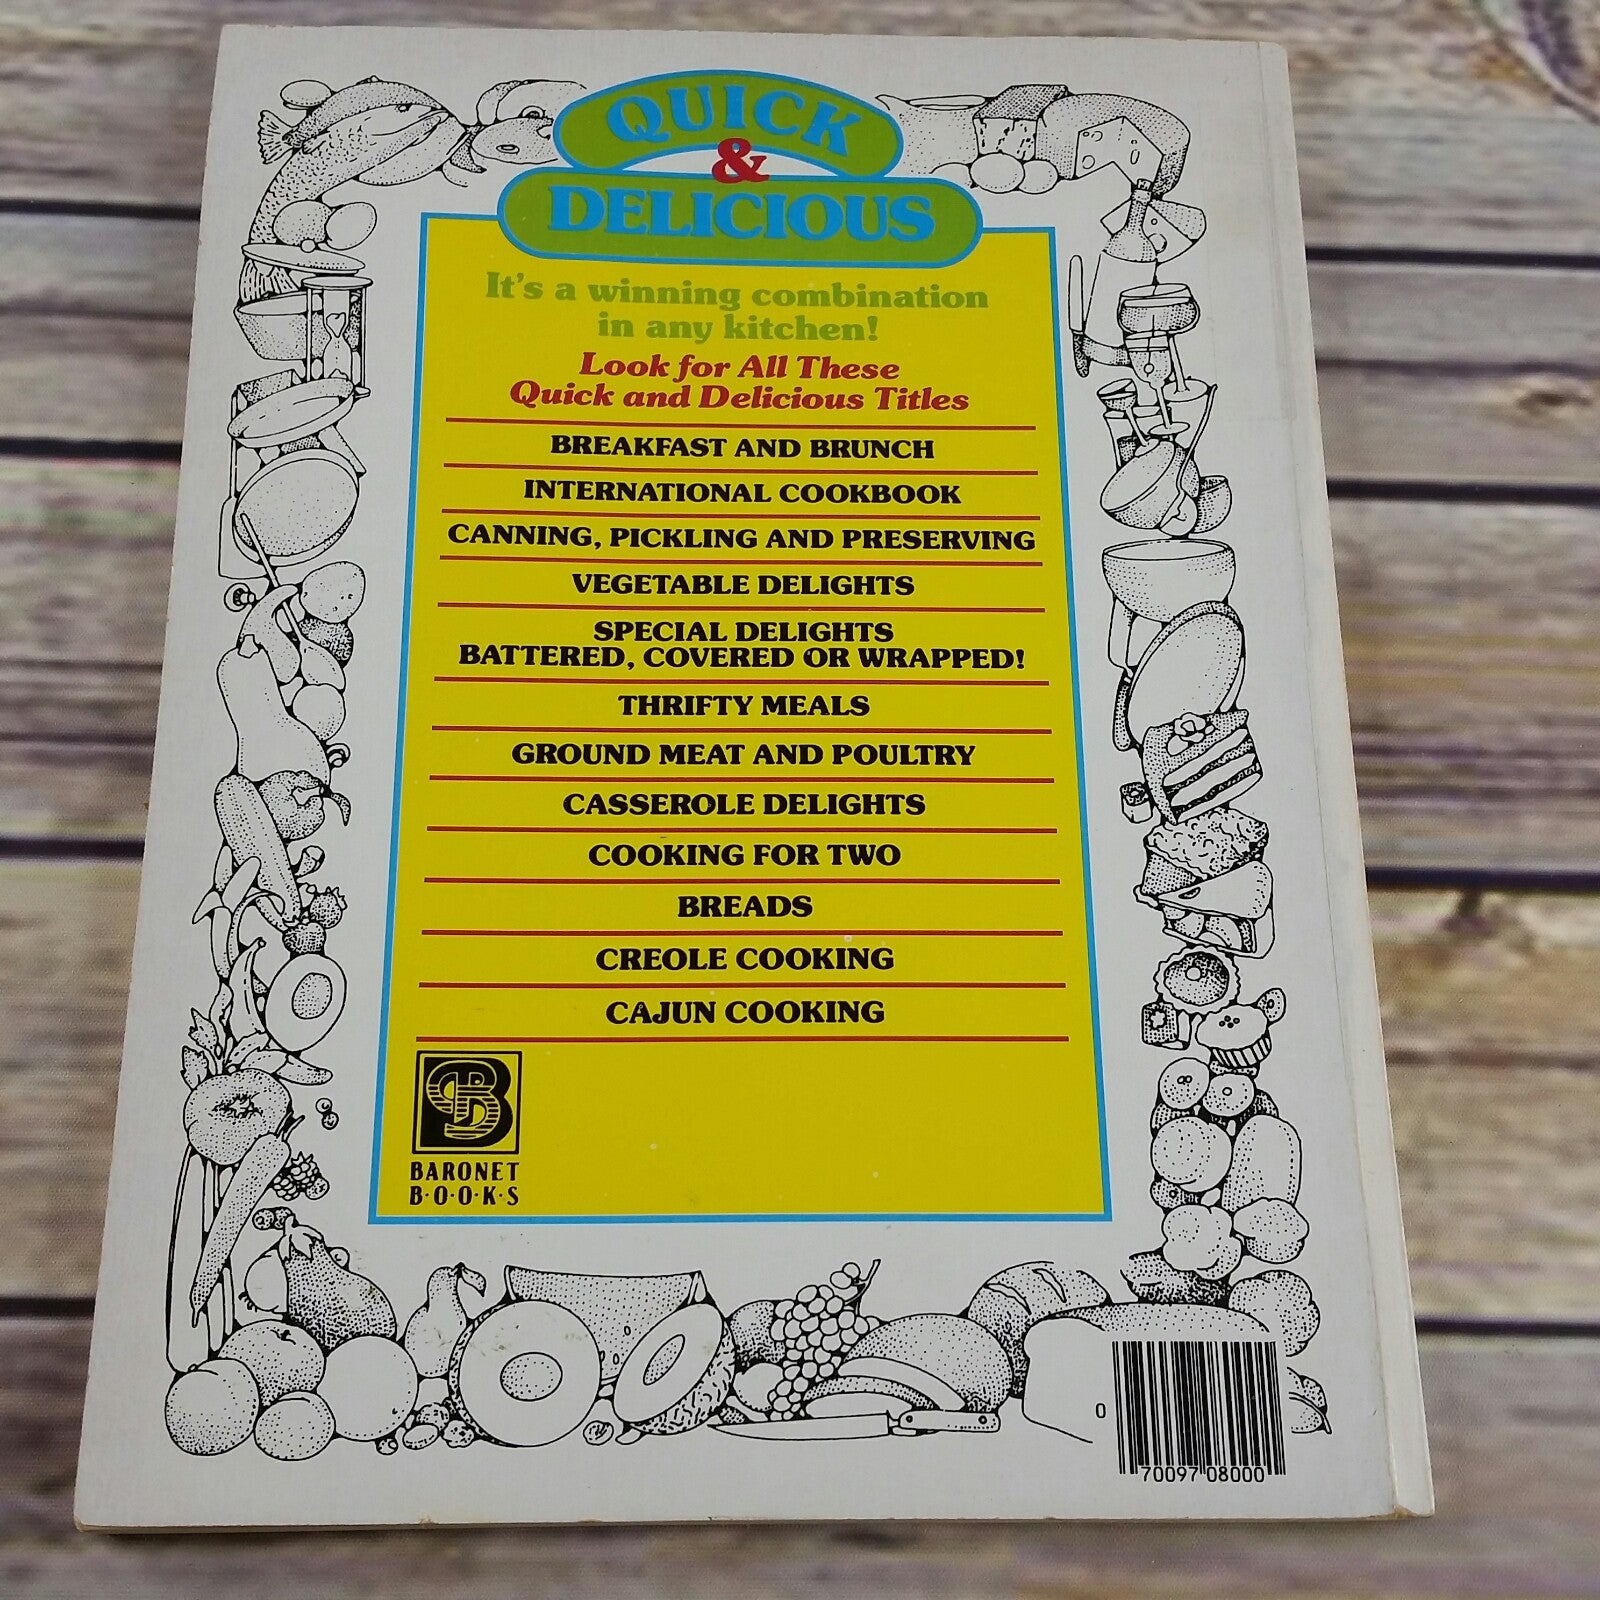 QUICK
&
DELICIOUS
It's a winning combination
in any kitchen!
Look for All These
Quick and Delicious Titles
BREAKFAST AND BRUNCH
INTERNATIONAL COOKBOOK
CANNING, PICKLING AND PRESERVING
VEGETABLE DELIGHTS
SPECIAL DELIGHTS
BATTERED, COVERED OR WRAPPED!
THRIFTY MEALS
GROUND MEAT AND POULTRY
CASSEROLE DELIGHTS
COOKING FOR TWO
BREADS
CREOLE COOKING
CAJUN COOKING
B
BARONET
B·O·O·K·S
0 70097 08000